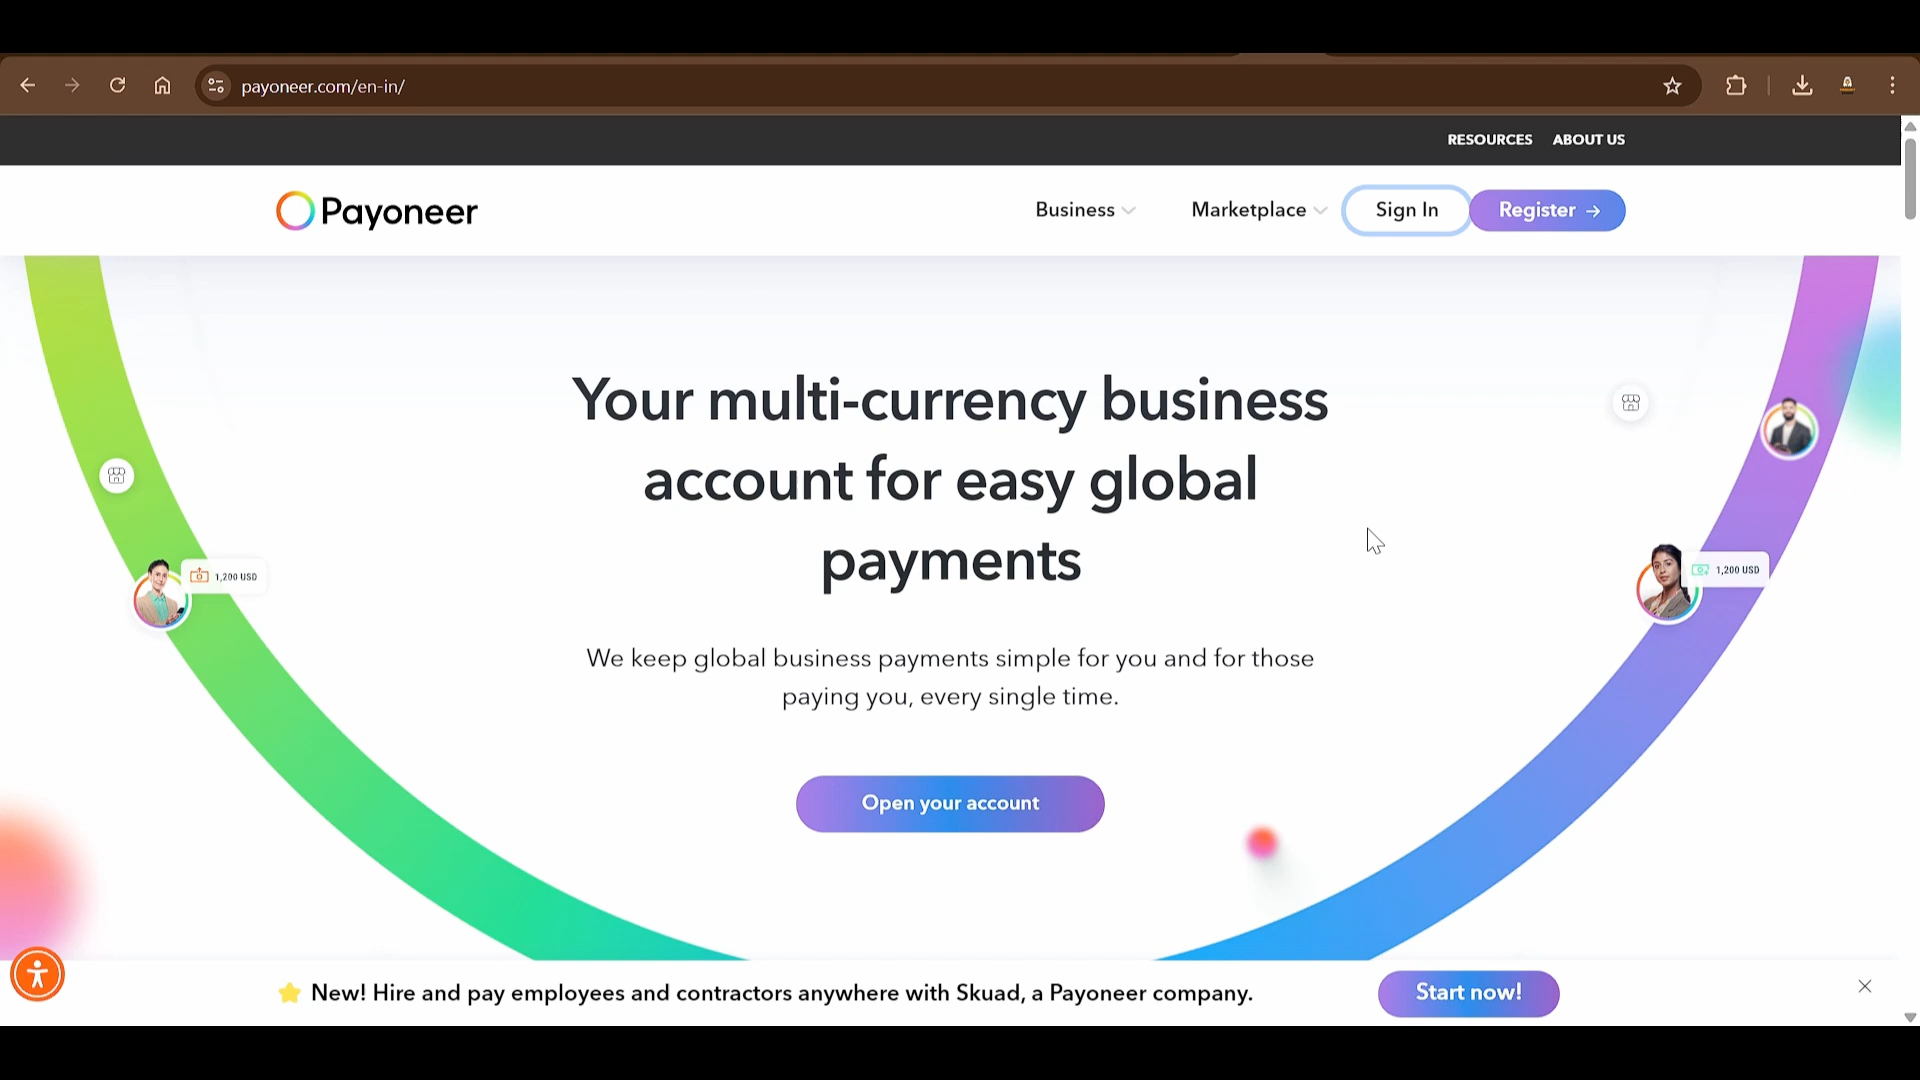 payoneer.com/en-in/
RESOURCES ABOUT US
Payoneer Business Marketplace Sign In Register →
Your multi-currency business
account for easy global
payments
1,200 USD
1,200 USD
We keep global business payments simple for you and for those
paying you, every single time.
Open your account
New! Hire and pay employees and contractors anywhere with Skuad, a Payoneer company. Start now!